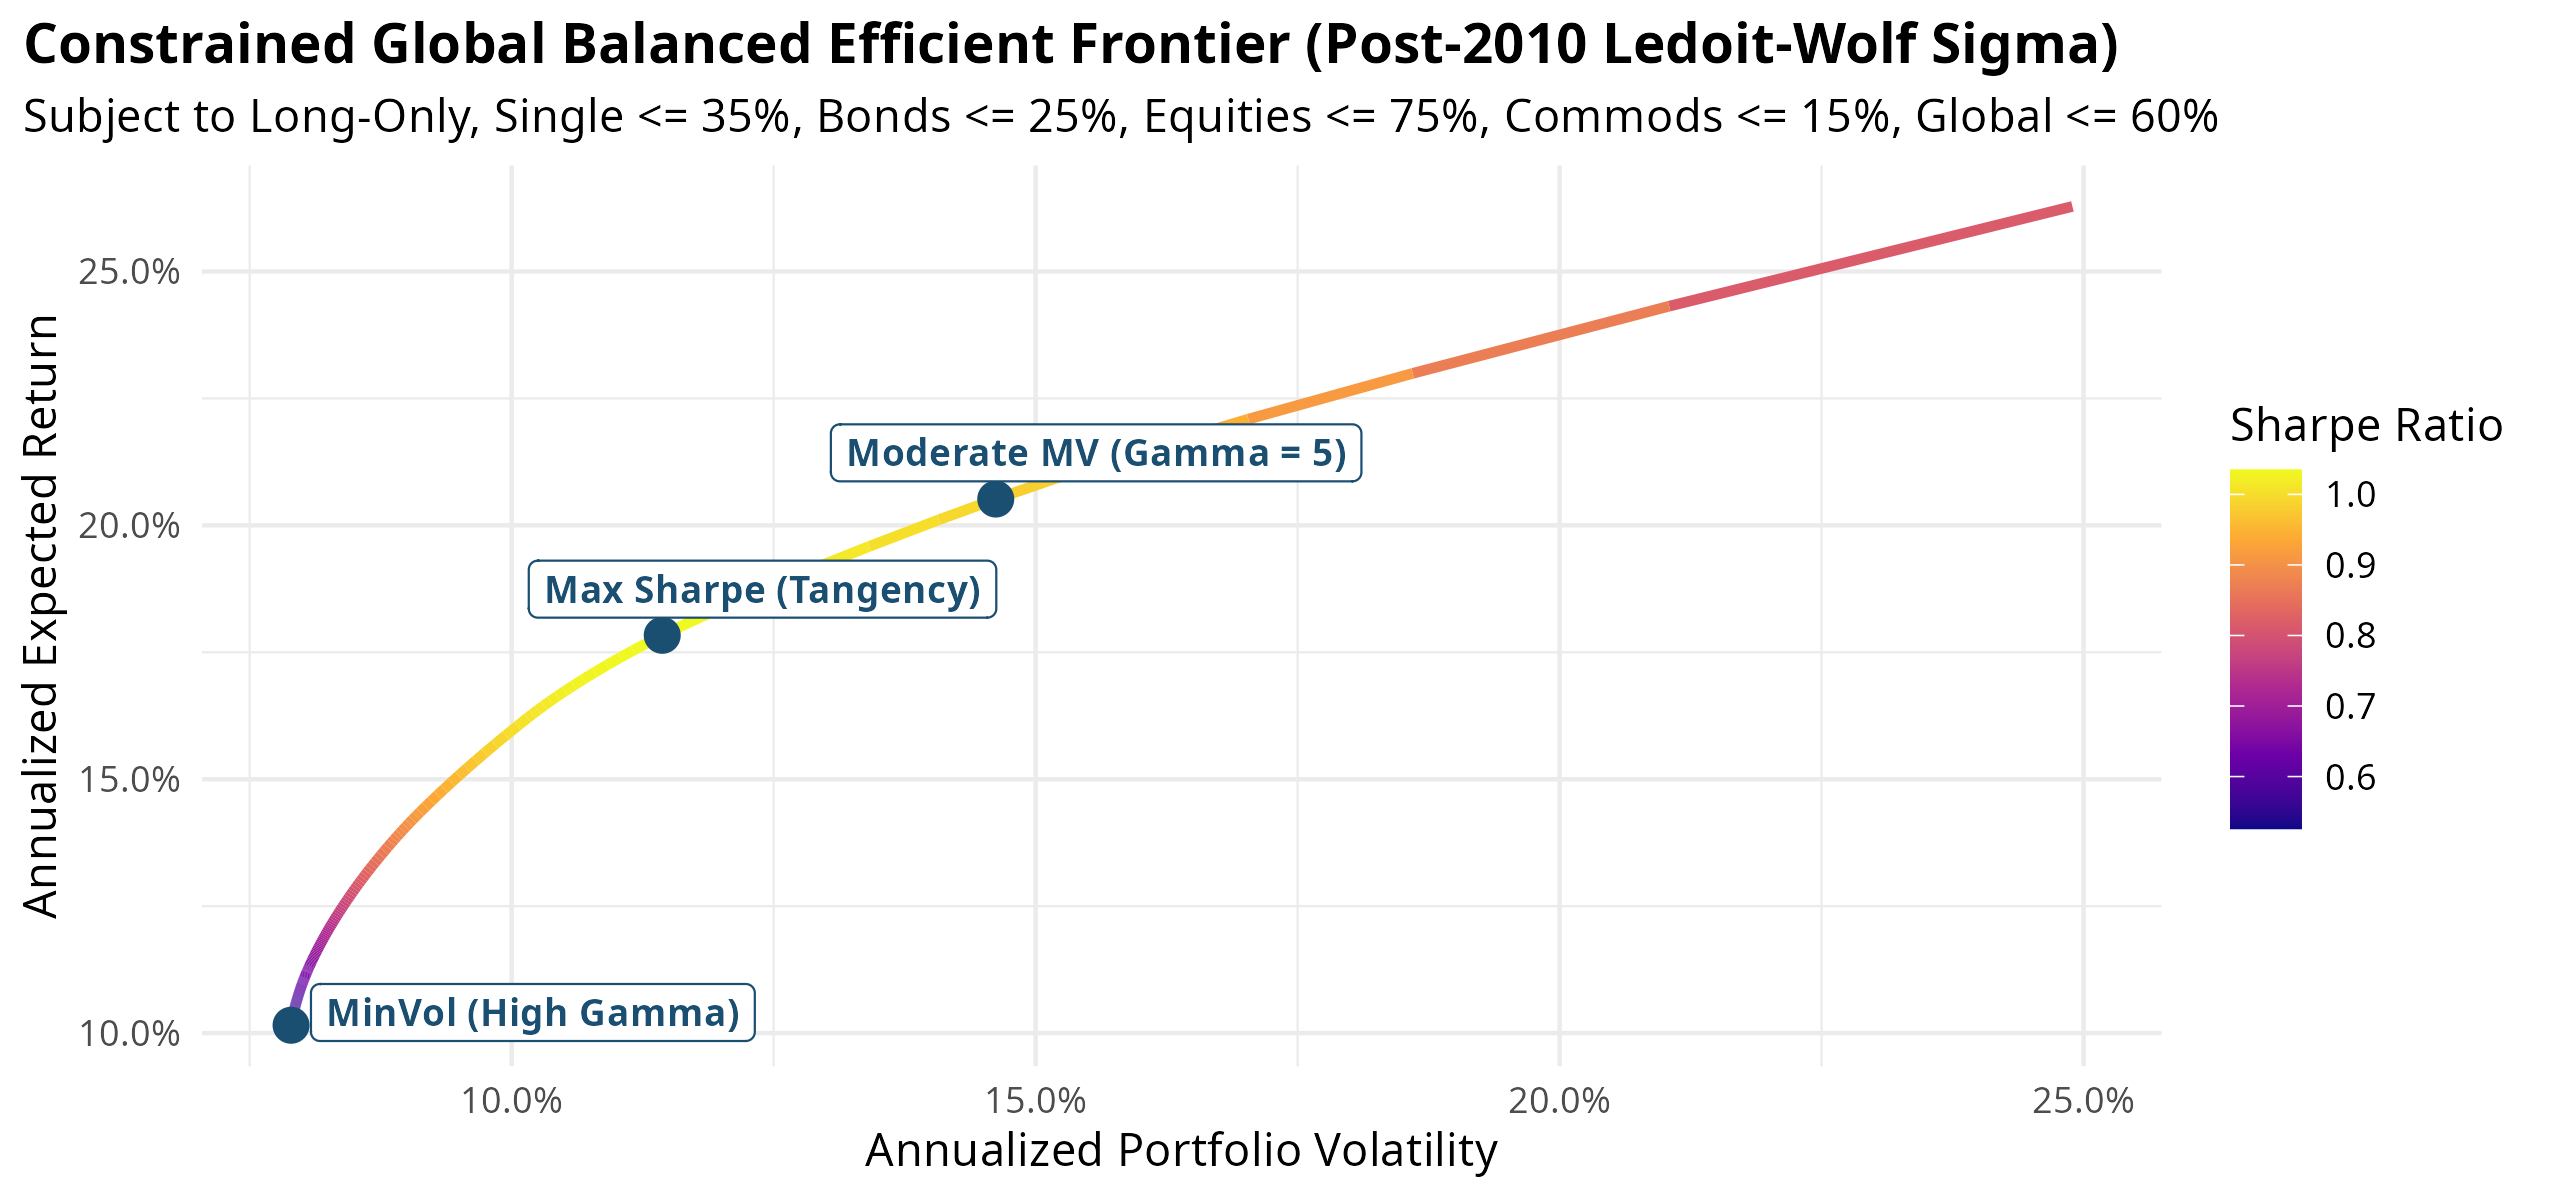 Constrained Global Balanced Efficient Frontier (Post-2010 Ledoit-Wolf Sigma)
Subject to Long-Only, Single <= 35%, Bonds <= 25%, Equities <= 75%, Commods <= 15%, Global <= 60%
Annualized Expected Return
25.0%
20.0%
15.0%
10.0%
Moderate MV (Gamma = 5)
Max Sharpe (Tangency)
MinVol (High Gamma)
10.0%
15.0%
20.0%
25.0%
Annualized Portfolio Volatility
Sharpe Ratio
1.0
0.9
0.8
0.7
0.6